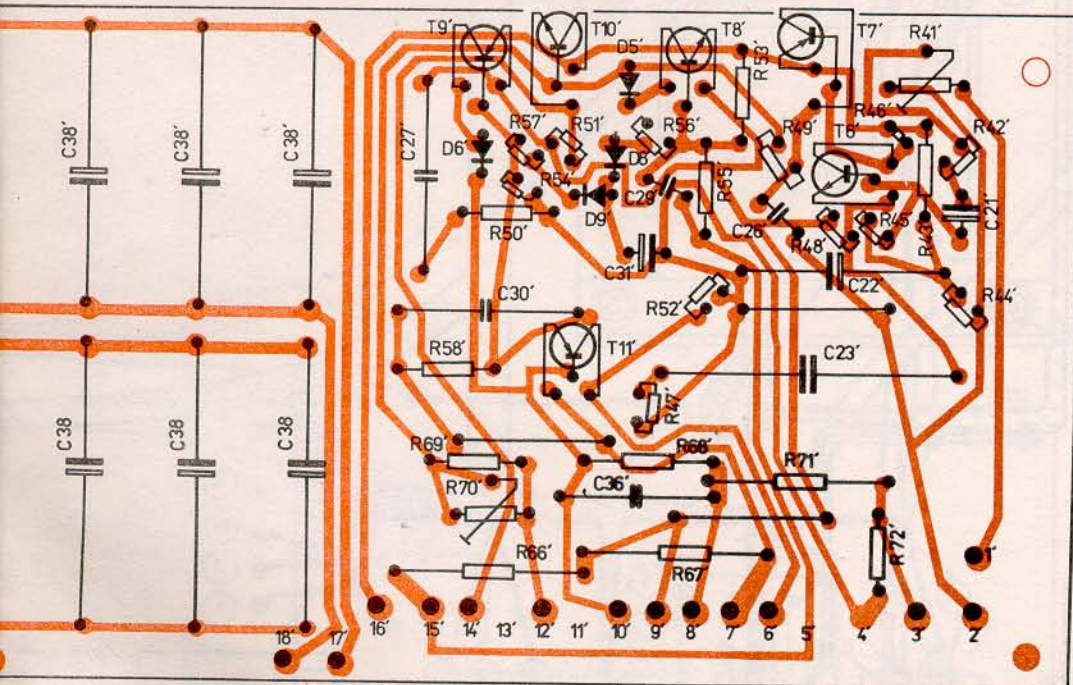 T9' T10' T8' T7' R41'
D5' R53'
C38' C38' C38' C27' R46'
R57' R51' R56' R49' T6' R42'
D6' D8'
R54' R55'
C29' C21'
D9' C26' R45'
R50' R48' R43'
C31' C22'
C30' R52' R44'
T11'
R58' C23'
R47'
C38 C38 C38
R69' R68' R71'
R70' C36'
R66' R67' R72'
1'
18' 17' 16' 15' 14' 13' 12' 11' 10' 9' 8' 7' 6' 5' 4' 3' 2'